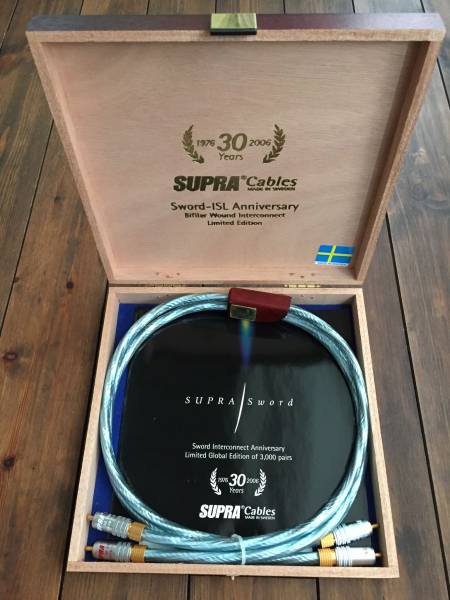 1976 30 2006
Years
SUPRA® Cables
MADE IN SWEDEN
Sword-ISL Anniversary
Bifilar Wound Interconnect
Limited Edition
SUPRA Sword
Sword Interconnect Anniversary
Limited Global Edition of 3,000 pairs
1976 30 2006
Years
SUPRA® Cables
MADE IN SWEDEN